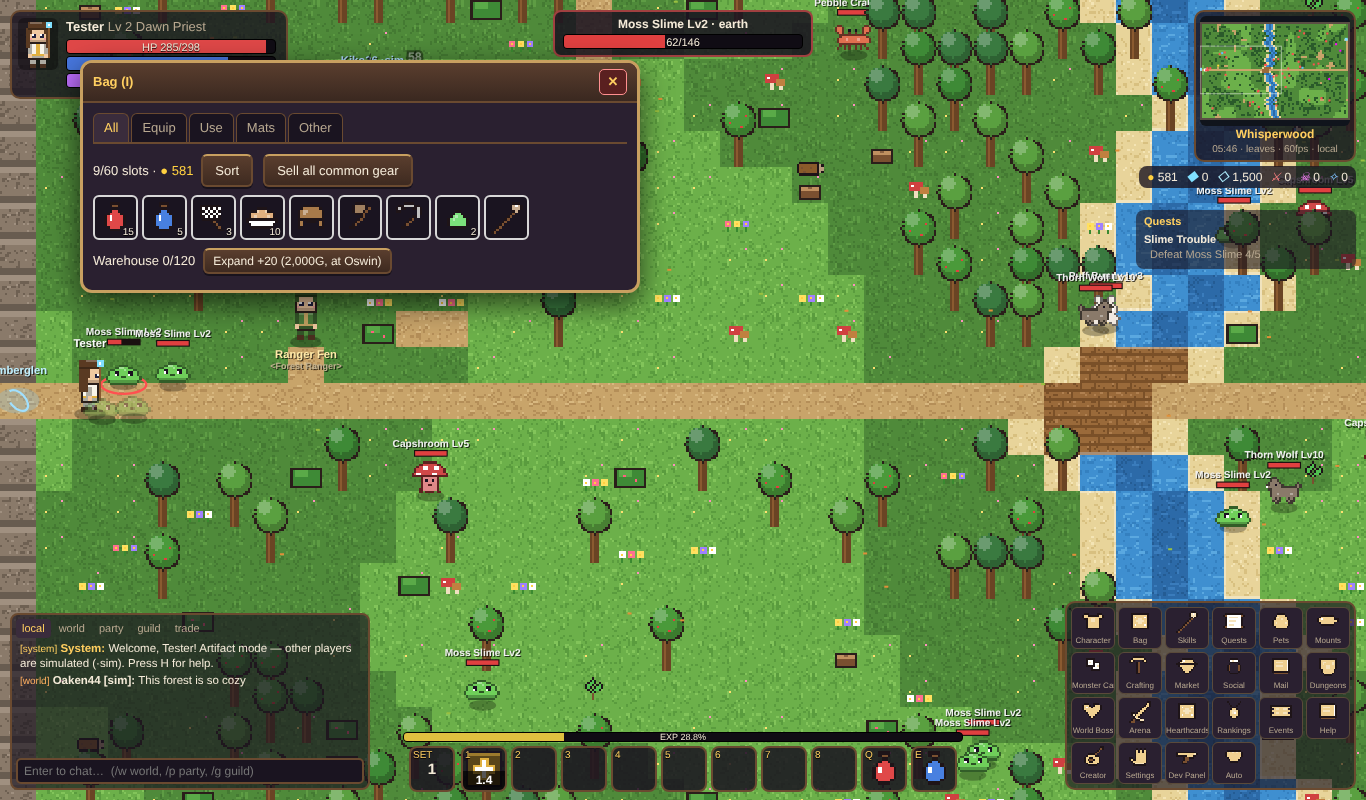 Tester Lv 2 Dawn Priest
HP 285/298
Moss Slime Lv2 · earth
62/146
Bag (I)
×
All
Equip
Use
Mats
Other
9/60 slots · ● 581
Sort
Sell all common gear
15
5
3
10
2
Warehouse 0/120
Expand +20 (2,000G, at Oswin)
Whisperwood
05:46 · leaves · 60fps · local
581
0
1,500
0
0
0
Moss Slime Lv2
Quests
Slime Trouble
Defeat Moss Slime 4/5
Moss Slime Lv2
Moss Slime Lv2
Tester
Ranger Fen
<Forest Ranger>
Capshroom Lv5
Thorn Wolf Lv10
Moss Slime Lv2
Moss Slime Lv2
Moss Slime Lv2
Moss Slime Lv2
local
world
party
guild
trade
[system] System: Welcome, Tester! Artifact mode — other players
are simulated (·sim). Press H for help.
[world] Oaken44 [sim]: This forest is so cozy
Enter to chat… (/w world, /p party, /g guild)
EXP 28.8%
SET
1
1
1.4
2
3
4
5
6
7
8
Q
E
Character
Bag
Skills
Quests
Pets
Mounts
Monster Ca
Crafting
Market
Social
Mail
Dungeons
World Boss
Arena
Hearthcards
Rankings
Events
Help
Creator
Settings
Dev Panel
Auto